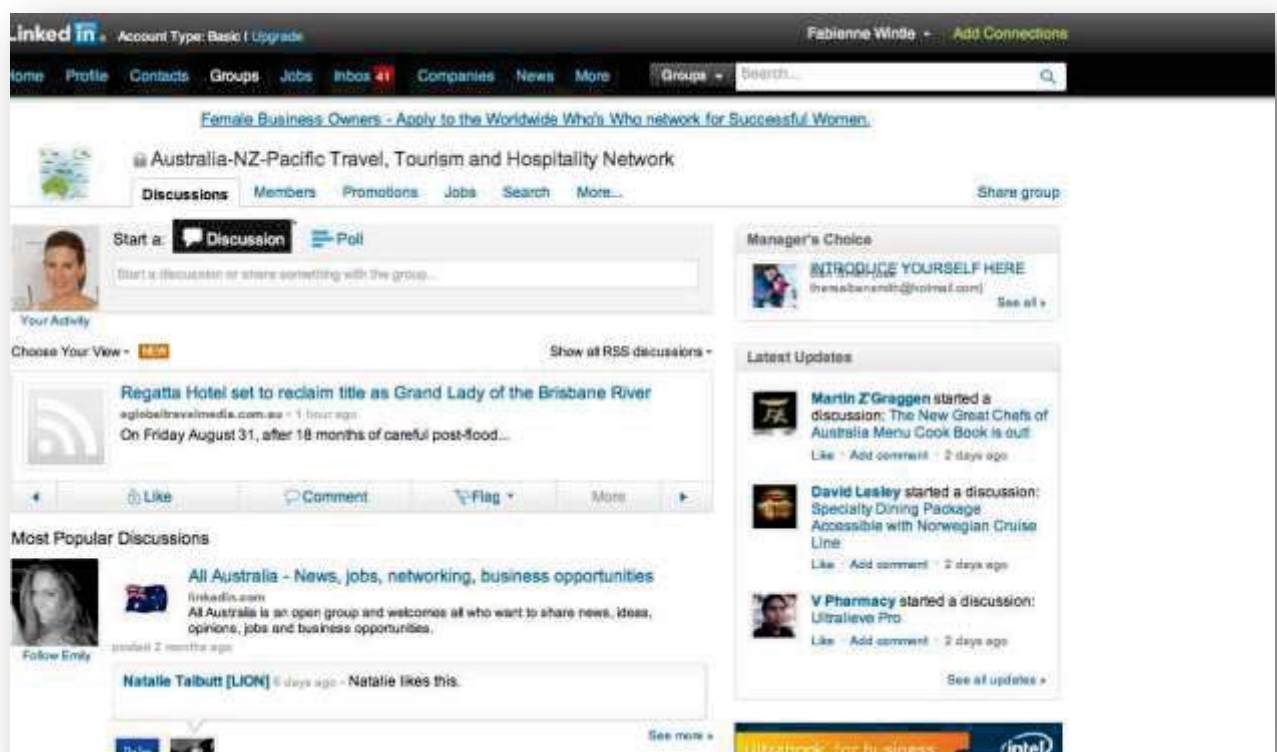 Linked in. Account Type: Basic | Upgrade
Fabienne Wintle Add Connections
Home Profile Contacts Groups Jobs Inbox 41 Companies News More Groups Search...
Female Business Owners - Apply to the Worldwide Who's Who network for Successful Women.
Australia-NZ-Pacific Travel, Tourism and Hospitality Network
Discussions Members Promotions Jobs Search More... Share group
Start a: Discussion Poll
Start a discussion or share something with the group...
Your Activity
Choose Your View NEW Show all RSS discussions
Regatta Hotel set to reclaim title as Grand Lady of the Brisbane River
eglobaltravelmedia.com.au - 1 hour ago
On Friday August 31, after 18 months of careful post-flood...
Like Comment Flag More
Most Popular Discussions
All Australia - News, jobs, networking, business opportunities
linkedin.com
All Australia is an open group and welcomes all who want to share news, ideas,
opinions, jobs and business opportunities.
posted 2 months ago
Follow Emily
Natalie Talbutt [LION] 6 days ago - Natalie likes this.
See more »
Manager's Choice
INTRODUCE YOURSELF HERE
See all »
Latest Updates
Martin Z'Graggen started a
discussion: The New Great Chefs of
Australia Menu Cook Book is out!
Like · Add comment · 2 days ago
David Lesley started a discussion:
Specialty Dining Package
Accessible with Norwegian Cruise
Line
Like · Add comment · 2 days ago
V Pharmacy started a discussion:
Ultralieve Pro
Like · Add comment · 2 days ago
See all updates »
Ultrabook for business
intel